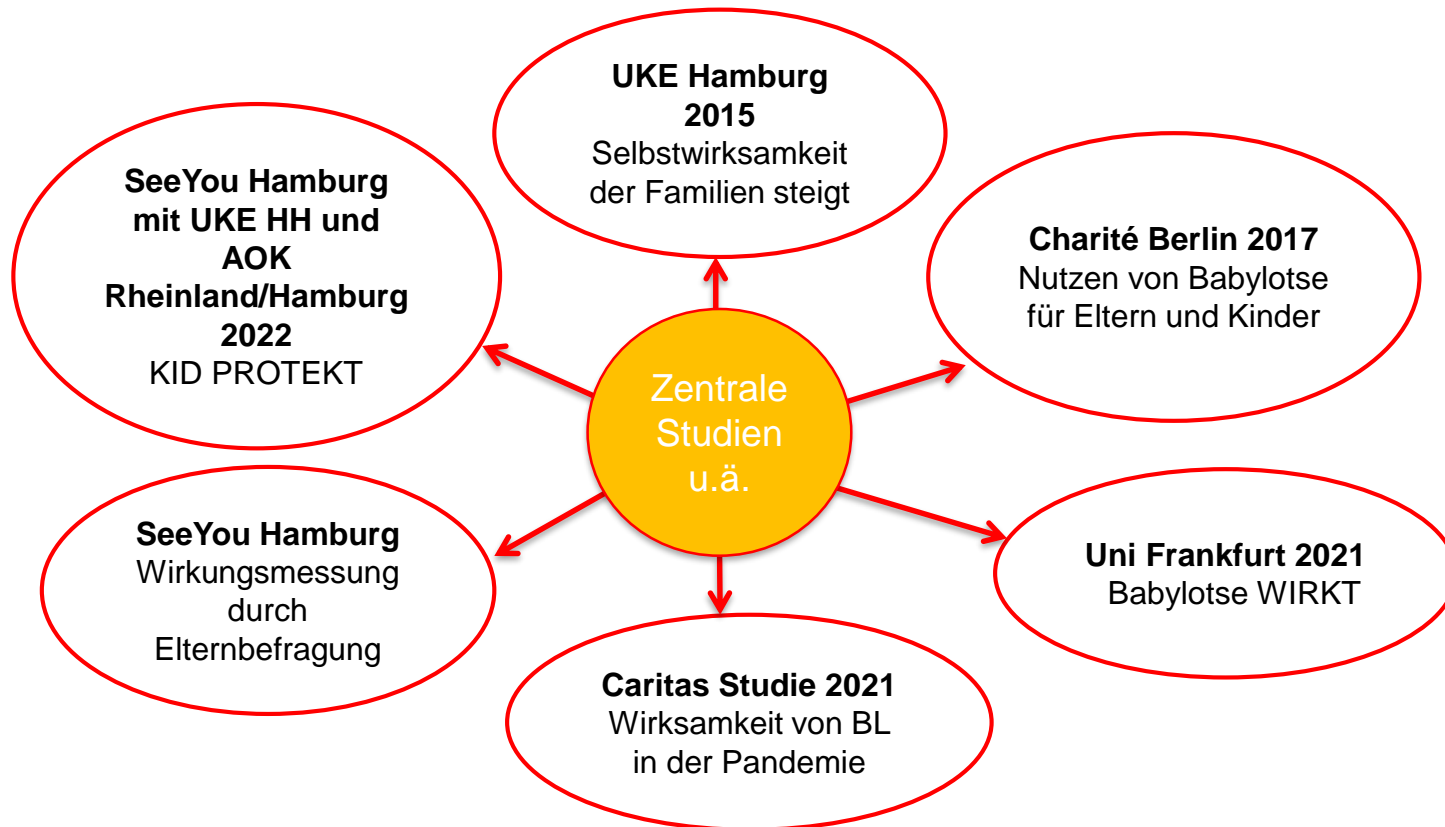 UKE Hamburg
2015
Selbstwirksamkeit
der Familien steigt
SeeYou Hamburg
mit UKE HH und
AOK
Rheinland/Hamburg
2022
KID PROTEKT
Charité Berlin 2017
Nutzen von Babylotse
für Eltern und Kinder
Zentrale
Studien
u.ä.
SeeYou Hamburg
Wirkungsmessung
durch
Elternbefragung
Uni Frankfurt 2021
Babylotse WIRKT
Caritas Studie 2021
Wirksamkeit von BL
in der Pandemie